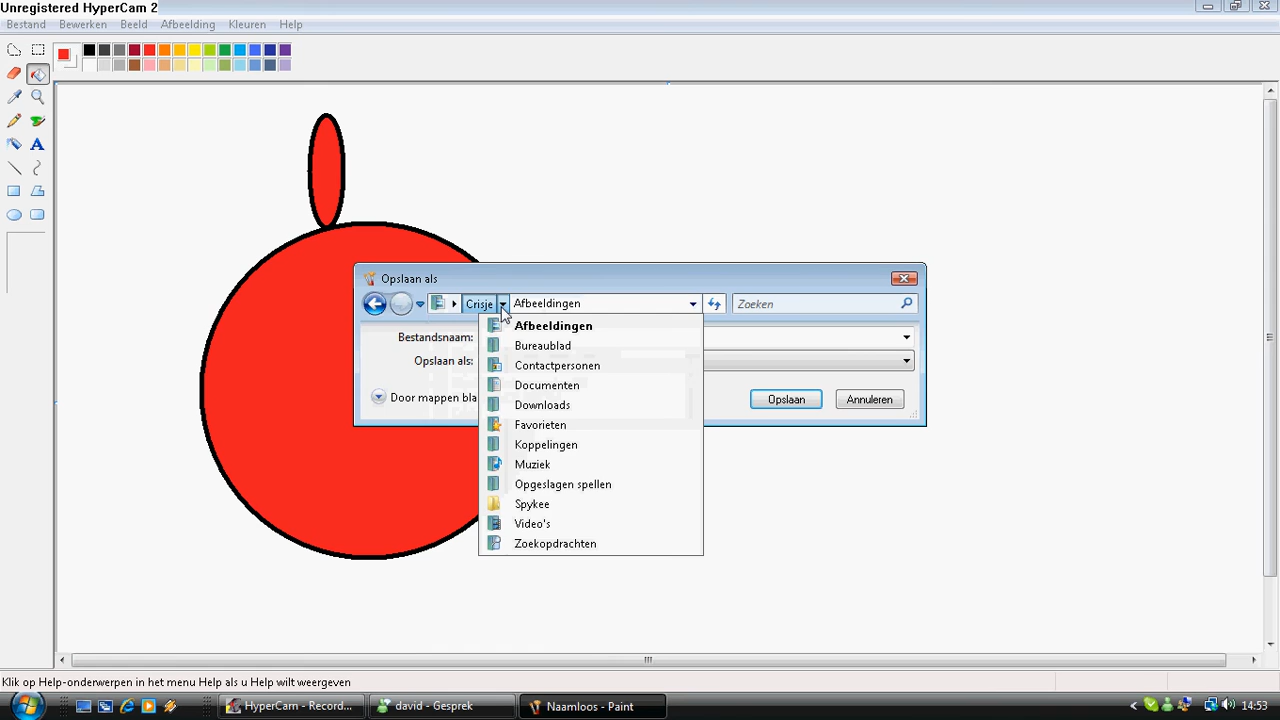 Unregistered HyperCam 2
Bestand Bewerken Beeld Afbeelding Kleuren Help
A
Opslaan als
Crisje Afbeeldingen Zoeken
Bestandsnaam:
Opslaan als:
Door mappen bla
Opslaan Annuleren
Afbeeldingen
Bureaublad
Contactpersonen
Documenten
Downloads
Favorieten
Koppelingen
Muziek
Opgeslagen spellen
Spykee
Video's
Zoekopdrachten
Klik op Help-onderwerpen in het menu Help als u Help wilt weergeven
HyperCam - Record... david - Gesprek Naamloos - Paint 14:53